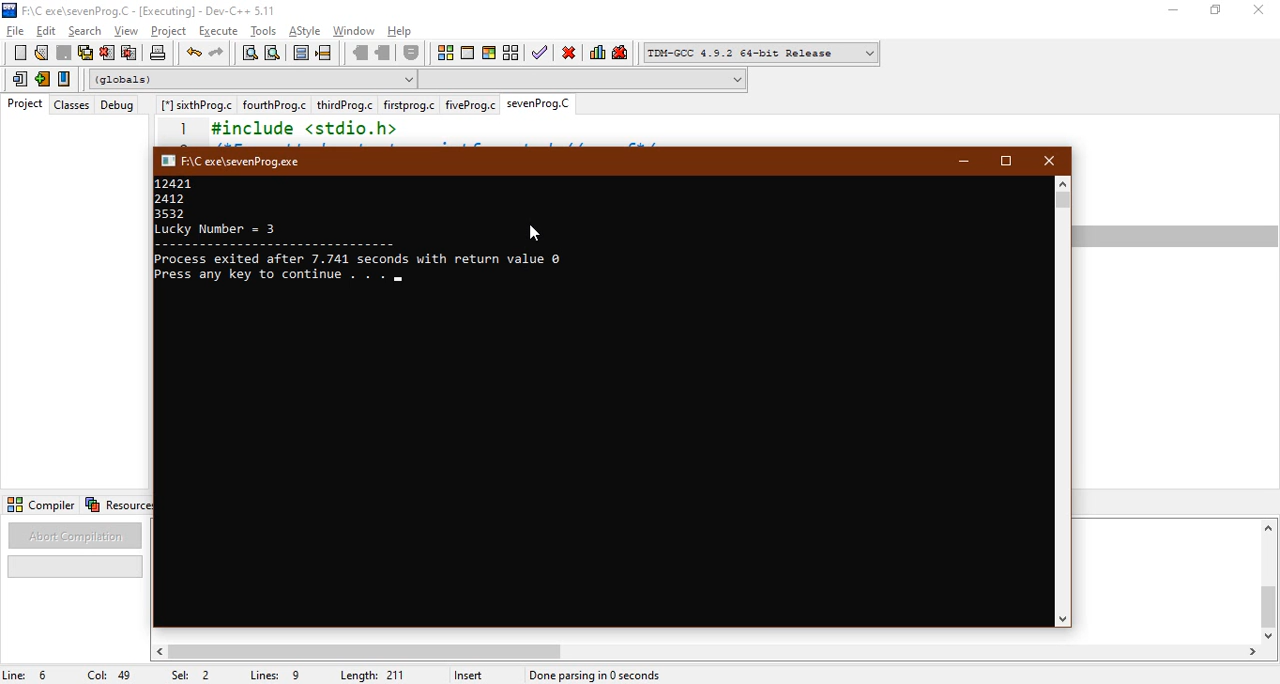 F:\C exe\sevenProg.C - [Executing] - Dev-C++ 5.11
File Edit Search View Project Execute Tools AStyle Window Help
TDM-GCC 4.9.2 64-bit Release
(globals)
Project Classes Debug [*] sixthProg.c fourthProg.c thirdProg.c firstprog.c fiveProg.c sevenProg.C
1 #include <stdio.h>
F:\C exe\sevenProg.exe
12421
2412
3532
Lucky Number = 3
--------------------------------
Process exited after 7.741 seconds with return value 0
Press any key to continue . . .
Compiler Resources
Abort Compilation
Line: 6 Col: 49 Sel: 2 Lines: 9 Length: 211 Insert Done parsing in 0 seconds